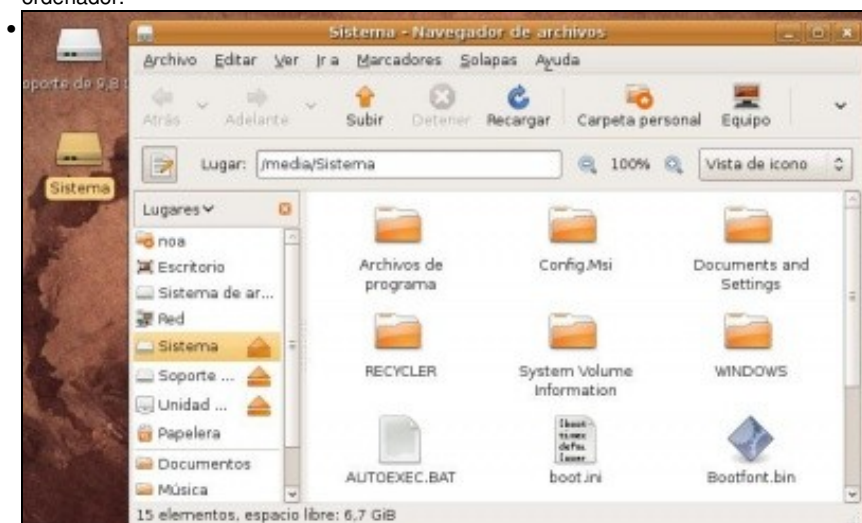 ordenador.
Sistema - Navegador de archivos
Archivo Editar Ver Ir a Marcadores Solapas Ayuda
oporte de 9,8
Atrás Adelante Subir Detener Recargar Carpeta personal Equipo
Lugar: /media/Sistema 100% Vista de icono
Sistema
Lugares
noa
Escritorio
Sistema de ar...
Red
Sistema
Soporte ...
Unidad ...
Papelera
Documentos
Música
Archivos de
programa
Config.Msi
Documents and
Settings
RECYCLER
System Volume
Information
WINDOWS
AUTOEXEC.BAT
boot.ini
Bootfont.bin
15 elementos, espacio libre: 6,7 GiB